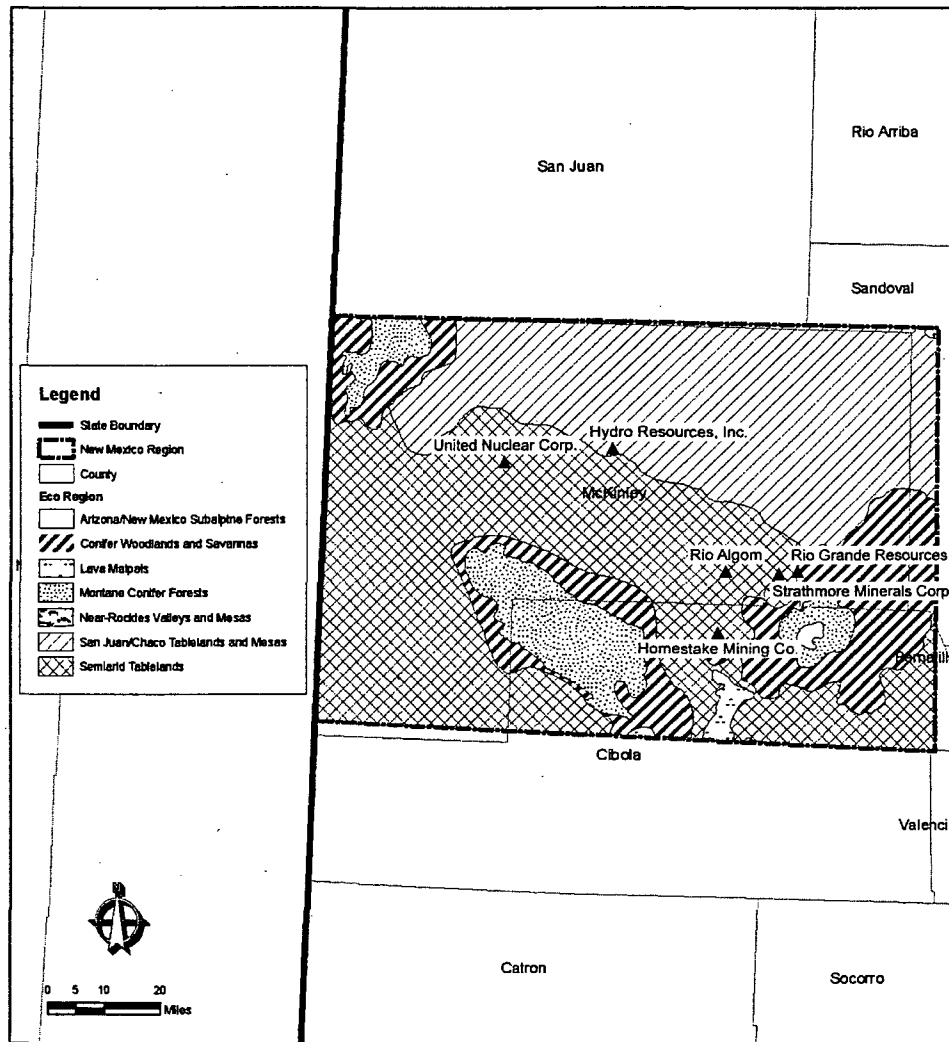 Rio Arriba
San Juan
Sandoval
Legend
State Boundary
New Mexico Region
County
Eco Region
Arizona/New Mexico Subalpine Forests
Conifer Woodlands and Savannas
Lava Malpais
Montane Conifer Forests
Near-Rockies Valleys and Mesas
San Juan/Chaco Tablelands and Mesas
Semiarid Tablelands
United Nuclear Corp.
Hydro Resources, Inc.
McKinley
Rio Algom
Rio Grande Resources
Strathmore Minerals Corp
Homestake Mining Co.
Bernalill
Cibola
Valenci
N
Catron
Socorro
0 5 10 20
Miles